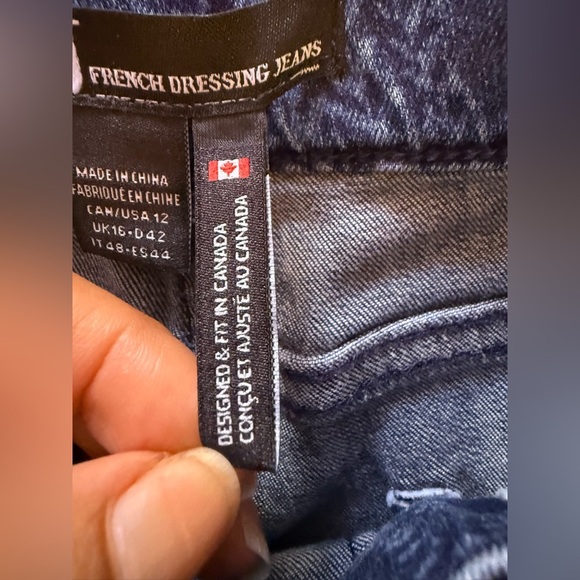 FRENCH DRESSING JEANS
MADE IN CHINA
FABRIQUE EN CHINE
CAN/USA 12
UK16-D42
IT48-ES44
DESIGNED & FIT IN CANADA
CONÇU ET AJUSTÉ AU CANADA